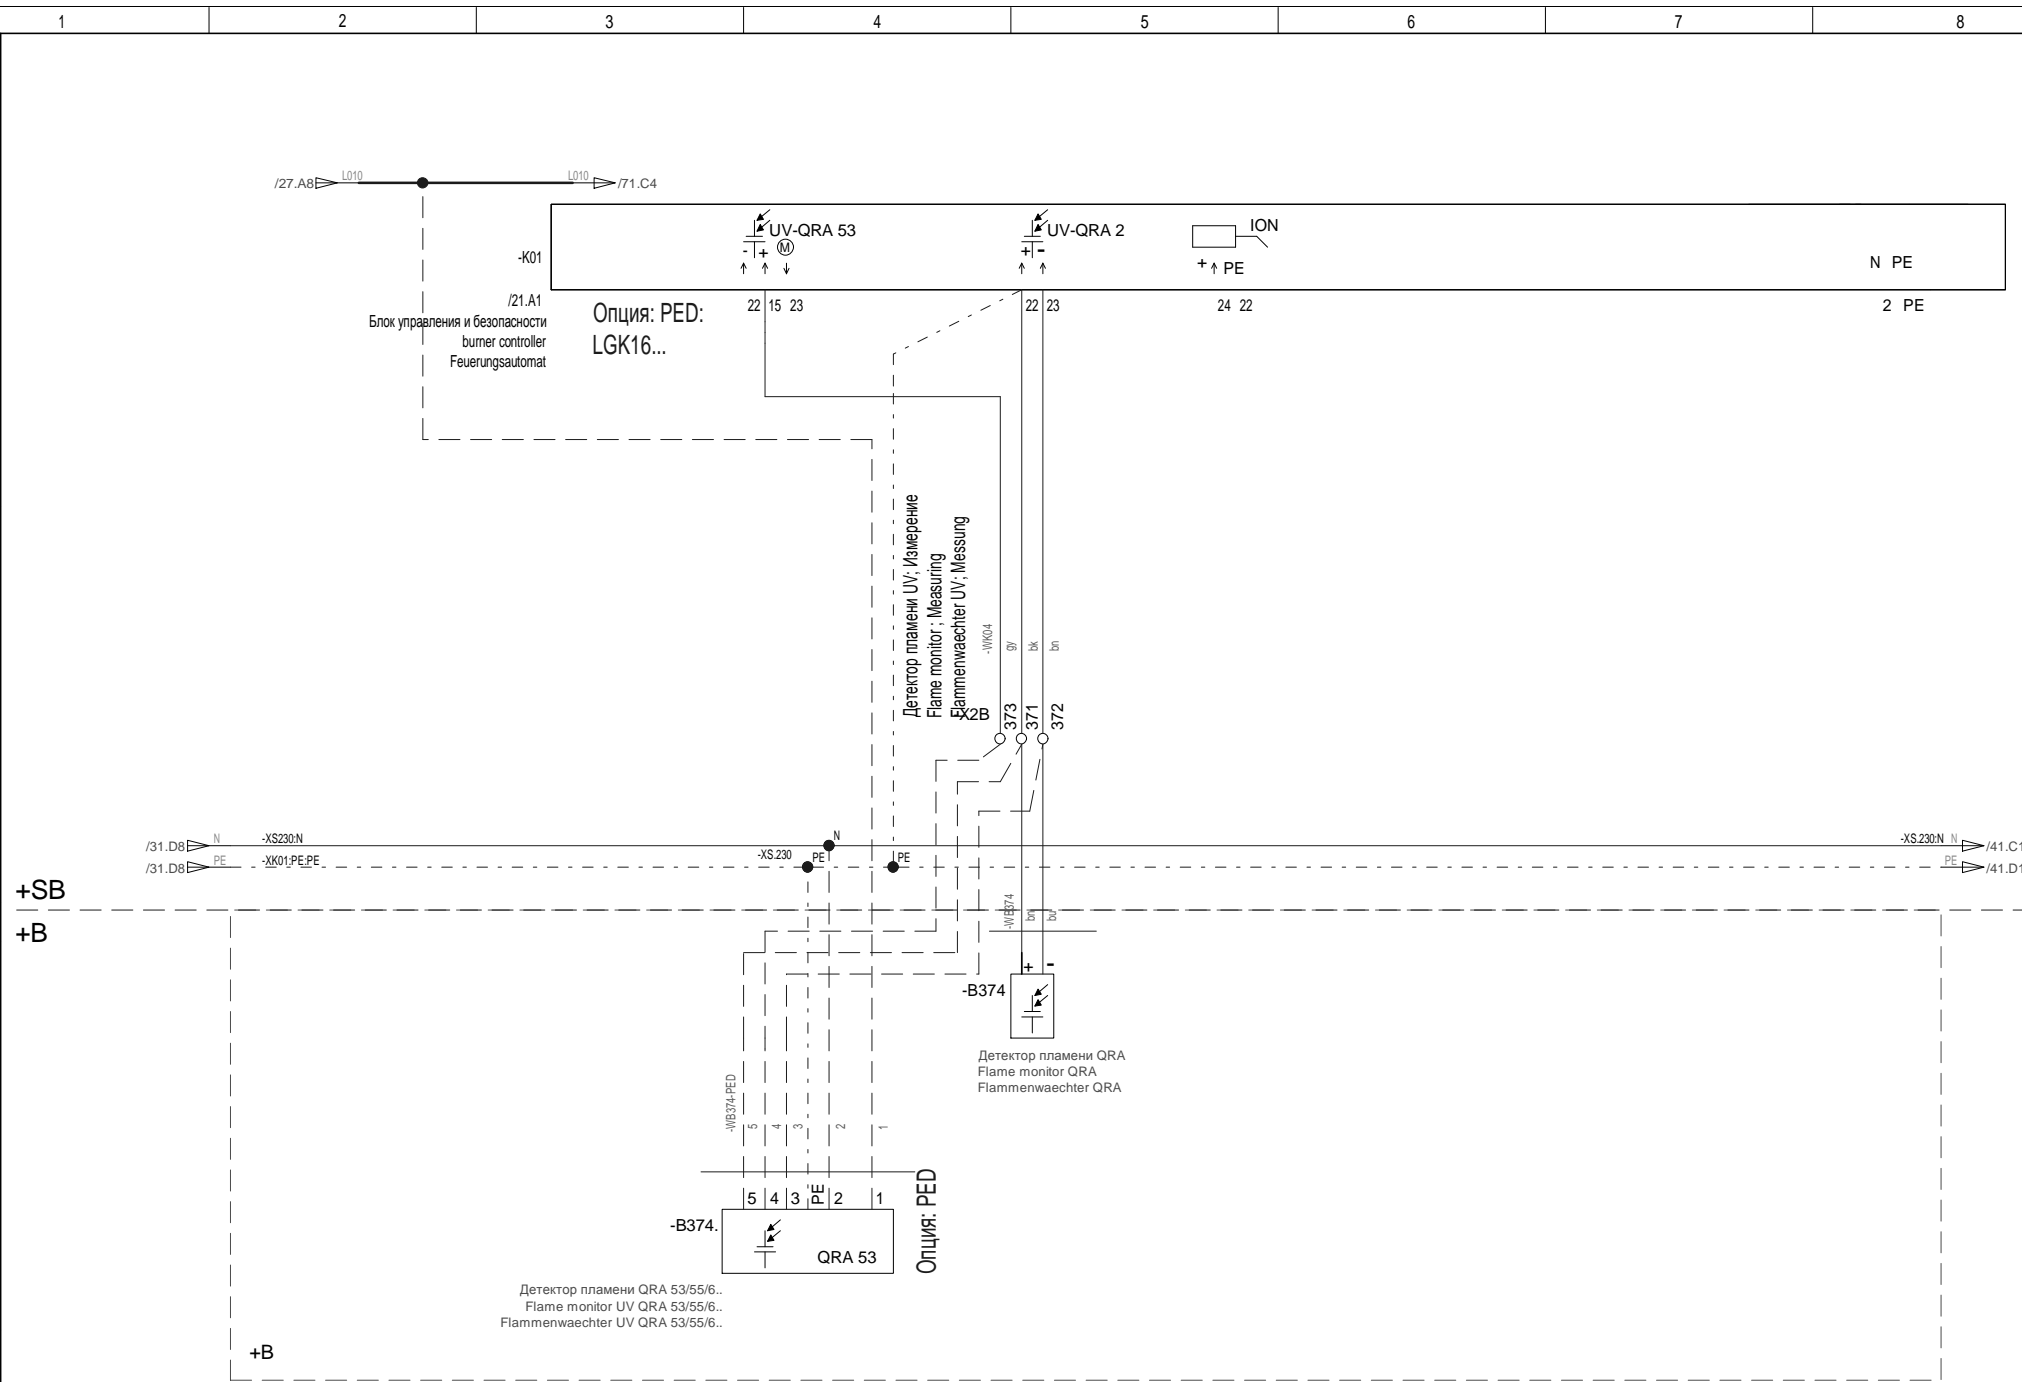 1 2 3 4 5 6 7 8
/27.A8 L010 L010 /71.C4
UV-QRA 53
M
- +
UV-QRA 2
+ -
ION
+ PE
N PE
-K01
/21.A1
Блок управления и безопасности
burner controller
Feuerungsautomat
Опция: PED:
LGK16...
22 15 23
22 23
24 22
2 PE
Детектор пламени UV; Измерение
Flame monitor ; Measuring
Flammenwaechter UV; Messung
-WK04 gy bk bn
X2B 373 371 372
/31.D8 N -XS230:N
N
-XS.230:N N /41.C1
/31.D8 PE -XK01:PE:PE
-XS.230 PE
PE
PE /41.D1
+SB
+B
-WB374 bn bu
+ -
-B374
Детектор пламени QRA
Flame monitor QRA
Flammenwaechter QRA
-WB374-PED 5 4 3 2 1
5 4 3 PE 2 1
-B374.
QRA 53
Опция: PED
Детектор пламени QRA 53/55/6..
Flame monitor UV QRA 53/55/6..
Flammenwaechter UV QRA 53/55/6..
+B